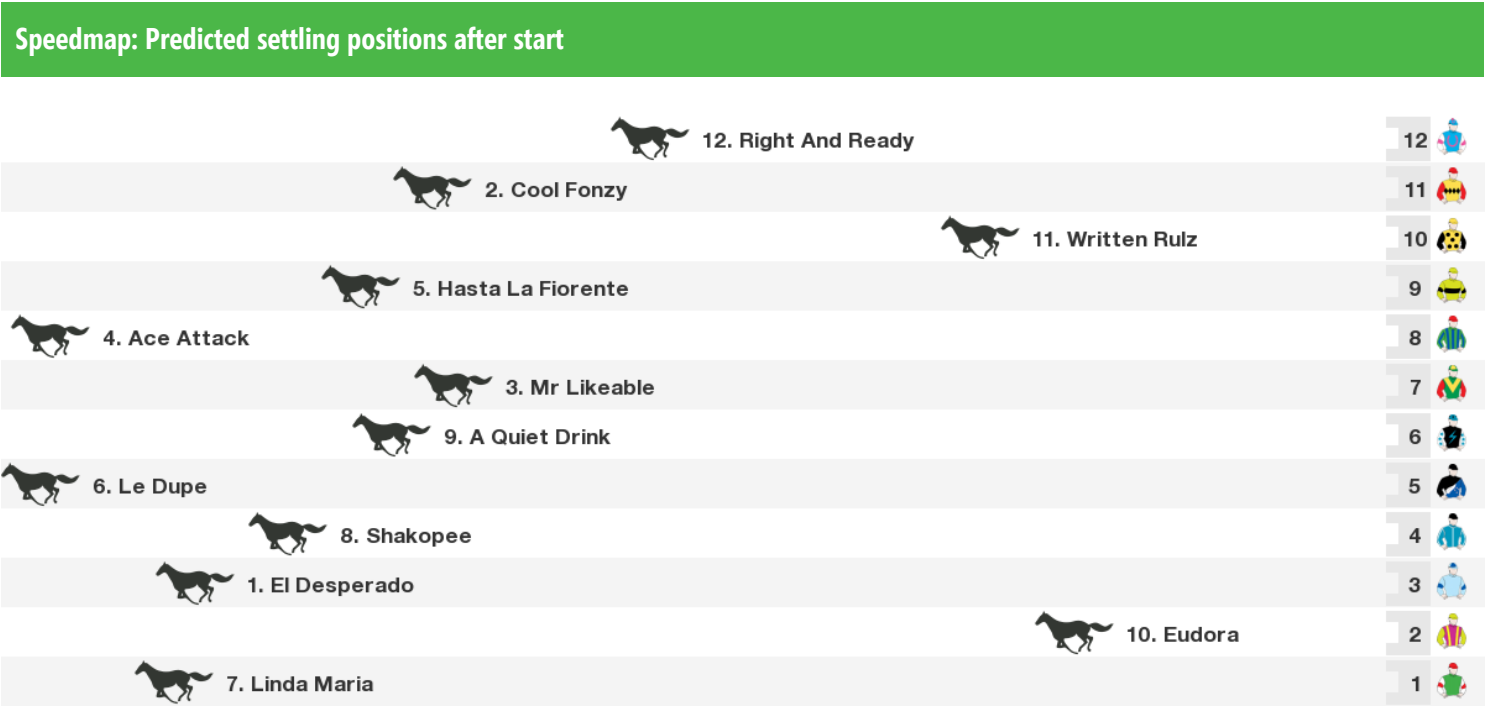 Speedmap: Predicted settling positions after start
12. Right And Ready 12
2. Cool Fonzy 11
11. Written Rulz 10
5. Hasta La Fiorente 9
4. Ace Attack 8
3. Mr Likeable 7
9. A Quiet Drink 6
6. Le Dupe 5
8. Shakopee 4
1. El Desperado 3
10. Eudora 2
7. Linda Maria 1